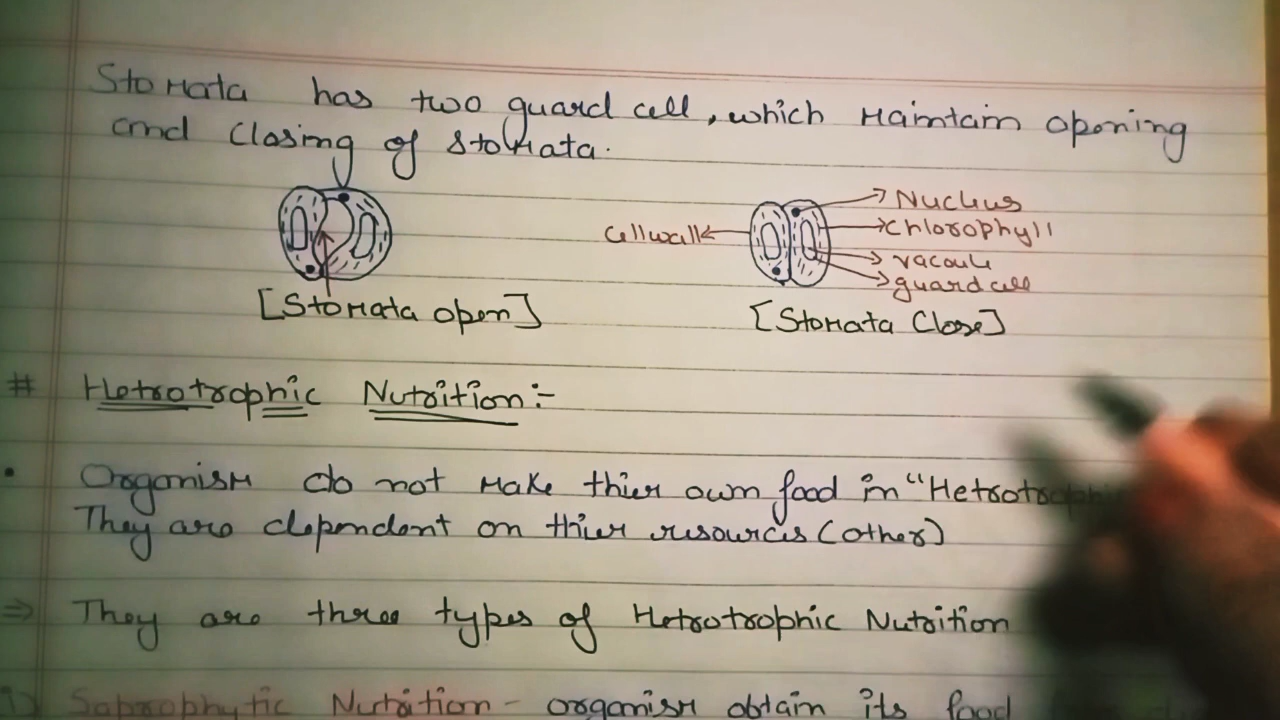 Stomata has two guard cell, which maintain opening
and closing of stomata.
Nucleus
cellwall
chlorophyll
vacoule
guard cell
[Stomata open]
[Stomata Close]
# Hetrotrophic Nutrition:-
• Organism do not make thier own food in "Hetrotrophic
They are dependent on thier resources (other)
⇒ They are three types of Hetrotrophic Nutrition
1) Saprophytic Nutrition - organism obtain its food